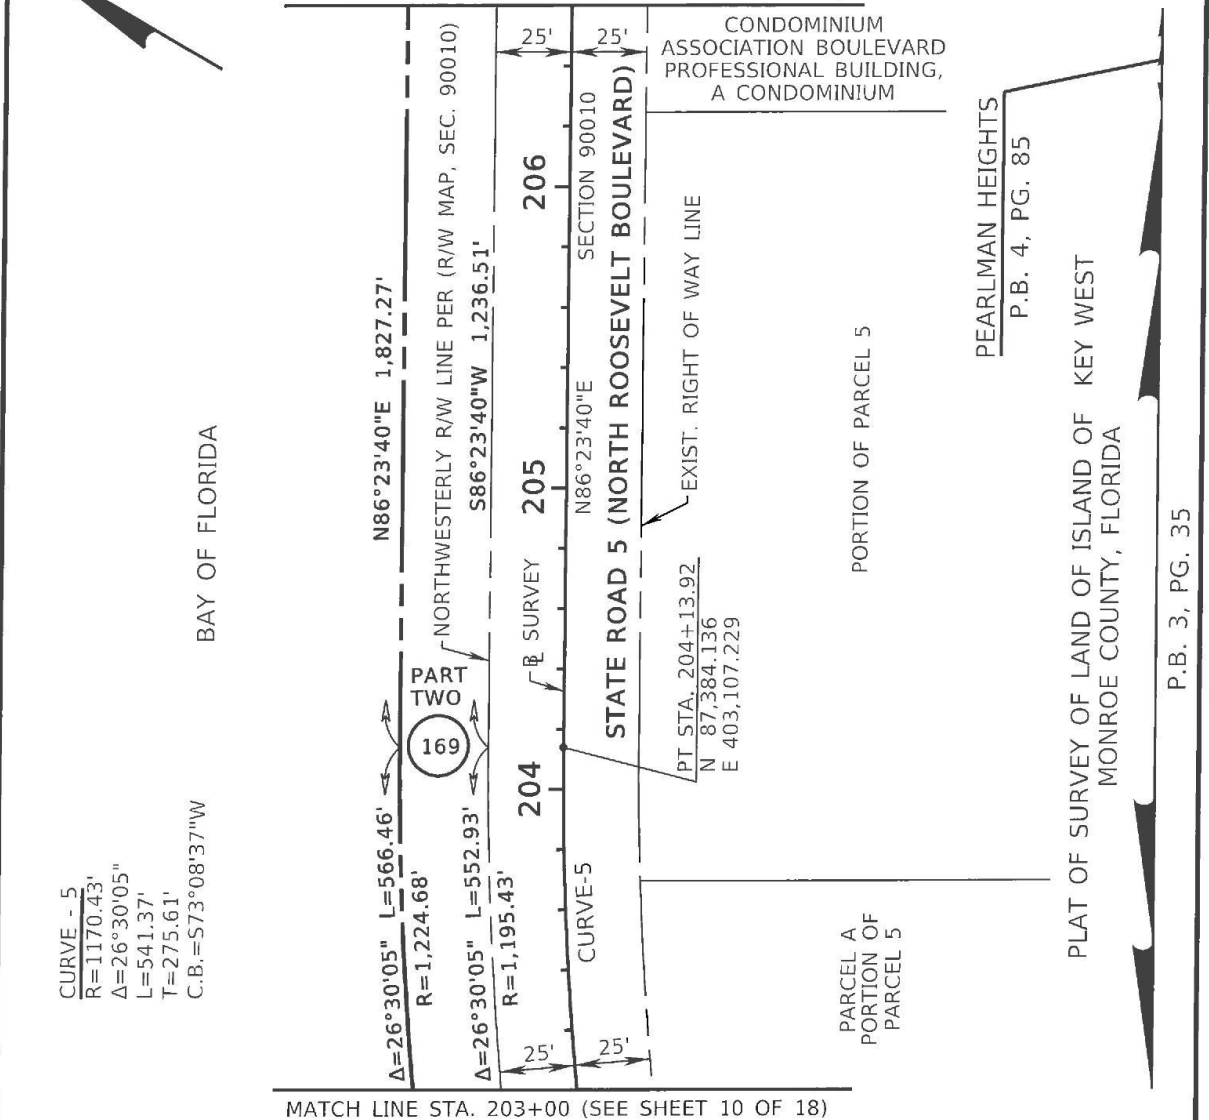 25'
25'
CONDOMINIUM
ASSOCIATION BOULEVARD
PROFESSIONAL BUILDING,
A CONDOMINIUM
N86°23'40"E 1,827.27'
NORTHWESTERLY R/W LINE PER (R/W MAP, SEC. 90010)
S86°23'40"W 1,236.51'
206
SECTION 90010
STATE ROAD 5 (NORTH ROOSEVELT BOULEVARD)
EXIST. RIGHT OF WAY LINE
PEARLMAN HEIGHTS
P.B. 4, PG. 85
BAY OF FLORIDA
205
N86°23'40"E
PORTION OF PARCEL 5
PLAT OF SURVEY OF LAND OF ISLAND OF KEY WEST
MONROE COUNTY, FLORIDA
P.B. 3, PG. 35
BL SURVEY
PART
TWO
169
PT STA. 204+13.92
N 87,384.136
E 403,107.229
204
CURVE - 5
R=1170.43'
Δ=26°30'05"
L=541.37'
T=275.61'
C.B.=S73°08'37"W
Δ=26°30'05" L=566.46'
R=1,224.68'
Δ=26°30'05" L=552.93'
R=1,195.43'
CURVE-5
PARCEL A
PORTION OF
PARCEL 5
25'
25'
MATCH LINE STA. 203+00 (SEE SHEET 10 OF 18)